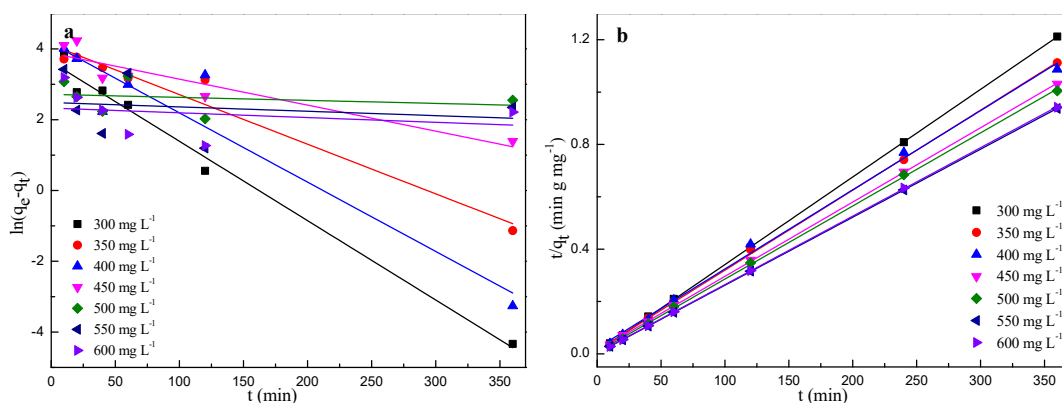 a
4
2
0
-2
-4
ln(qe-qt)
300 mg L-1
350 mg L-1
400 mg L-1
450 mg L-1
500 mg L-1
550 mg L-1
600 mg L-1
0 50 100 150 200 250 300 350
t (min)
b
1.2
0.8
0.4
0.0
t/qt (min g mg-1)
300 mg L-1
350 mg L-1
400 mg L-1
450 mg L-1
500 mg L-1
550 mg L-1
600 mg L-1
0 50 100 150 200 250 300 350
t (min)